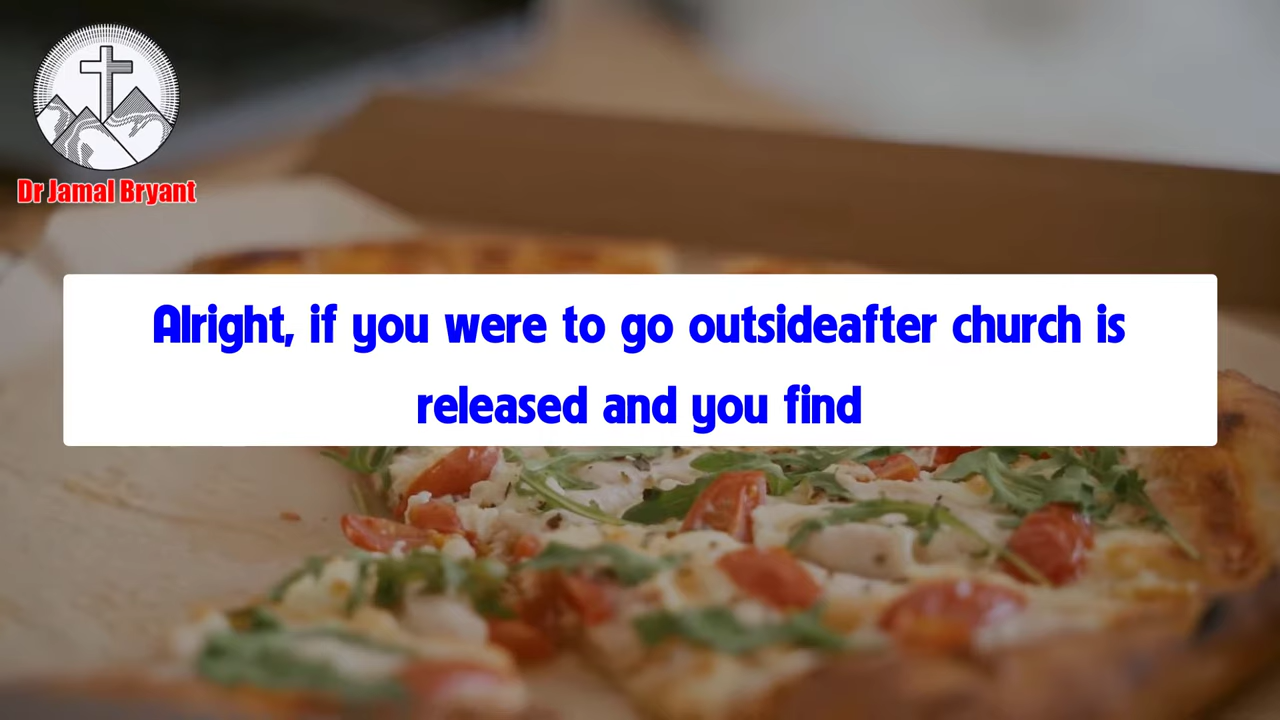 Dr Jamal Bryant
Alright, if you were to go outsideafter church is
released and you find